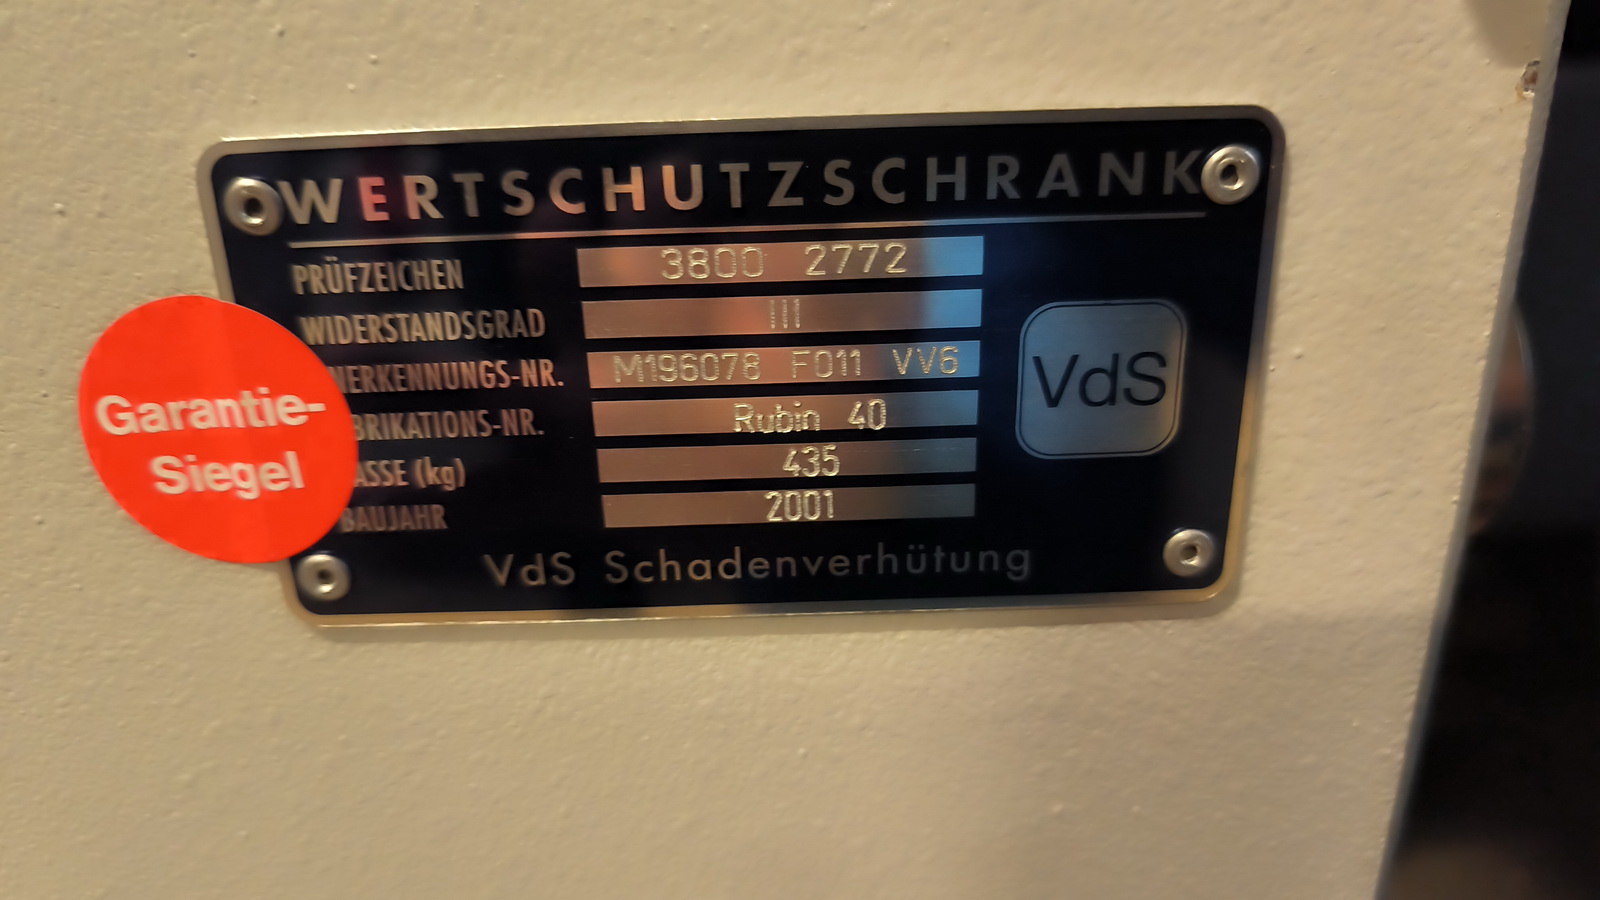 WERTSCHUTZSCHRANK
PRÜFZEICHEN 3800 2772
WIDERSTANDSGRAD III
NERKENNUNGS-NR. M196078 F011 VV6
BRIKATIONS-NR. Rubin 40
ASSE (kg) 435
BAUJAHR 2001
VdS
VdS Schadenverhütung
Garantie-
Siegel